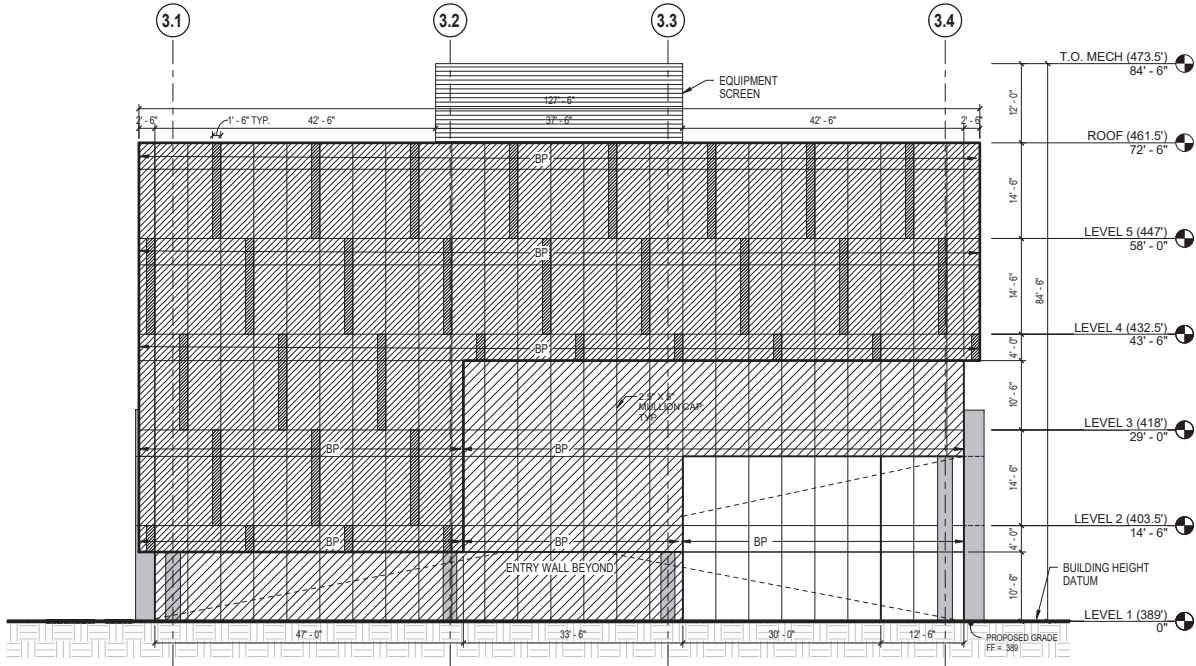 3.1
3.2
3.3
3.4
T.O. MECH (473.5')
84' - 6"
EQUIPMENT
SCREEN
127' - 6"
2' - 6"
1' - 6" TYP.
42' - 6"
37' - 6"
42' - 6"
2' - 6"
12' - 0"
ROOF (461.5')
72' - 6"
BP
14' - 6"
LEVEL 5 (447')
58' - 0"
BP
14' - 6"
84' - 6"
LEVEL 4 (432.5')
43' - 6"
BP
4' - 0"
2.5" X 5"
MULLION CAP
TYP
10' - 6"
LEVEL 3 (418')
29' - 0"
BP
BP
14' - 6"
LEVEL 2 (403.5')
14' - 6"
BP
BP
BP
4' - 0"
ENTRY WALL BEYOND
BUILDING HEIGHT
DATUM
10' - 6"
LEVEL 1 (389')
0"
47' - 0"
33' - 6"
30' - 0"
12' - 6"
PROPOSED GRADE
FF = 389